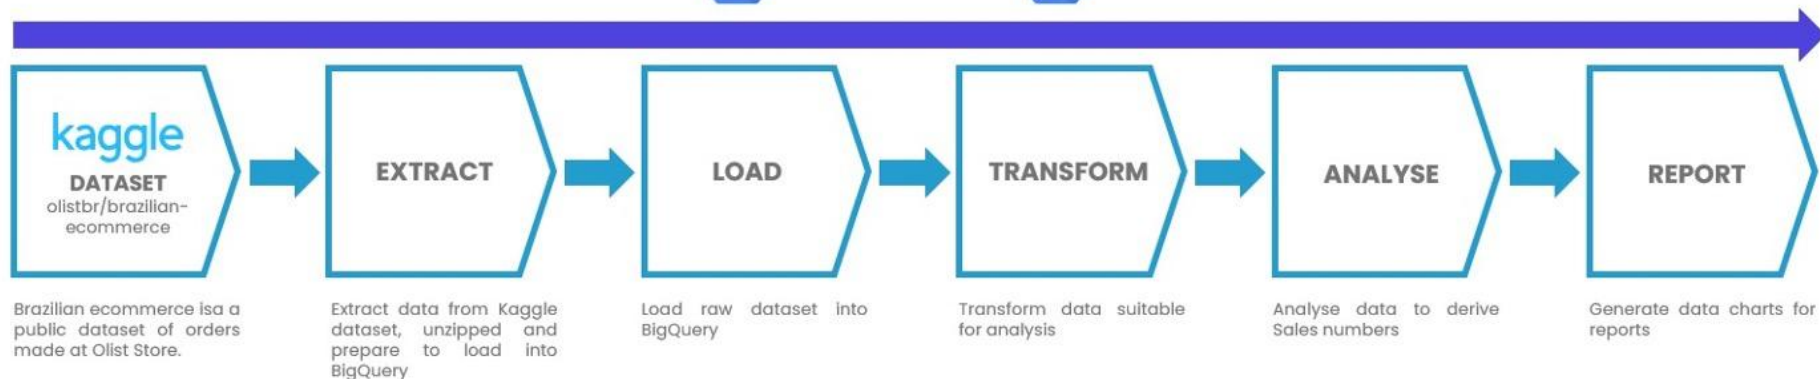 kaggle
DATASET
olistbr/brazilian-
ecommerce
EXTRACT
LOAD
TRANSFORM
ANALYSE
REPORT
Brazilian ecommerce isa a
public dataset of orders
made at Olist Store.
Extract data from Kaggle
dataset, unzipped and
prepare to load into
BigQuery
Load raw dataset into
BigQuery
Transform data suitable
for analysis
Analyse data to derive
Sales numbers
Generate data charts for
reports